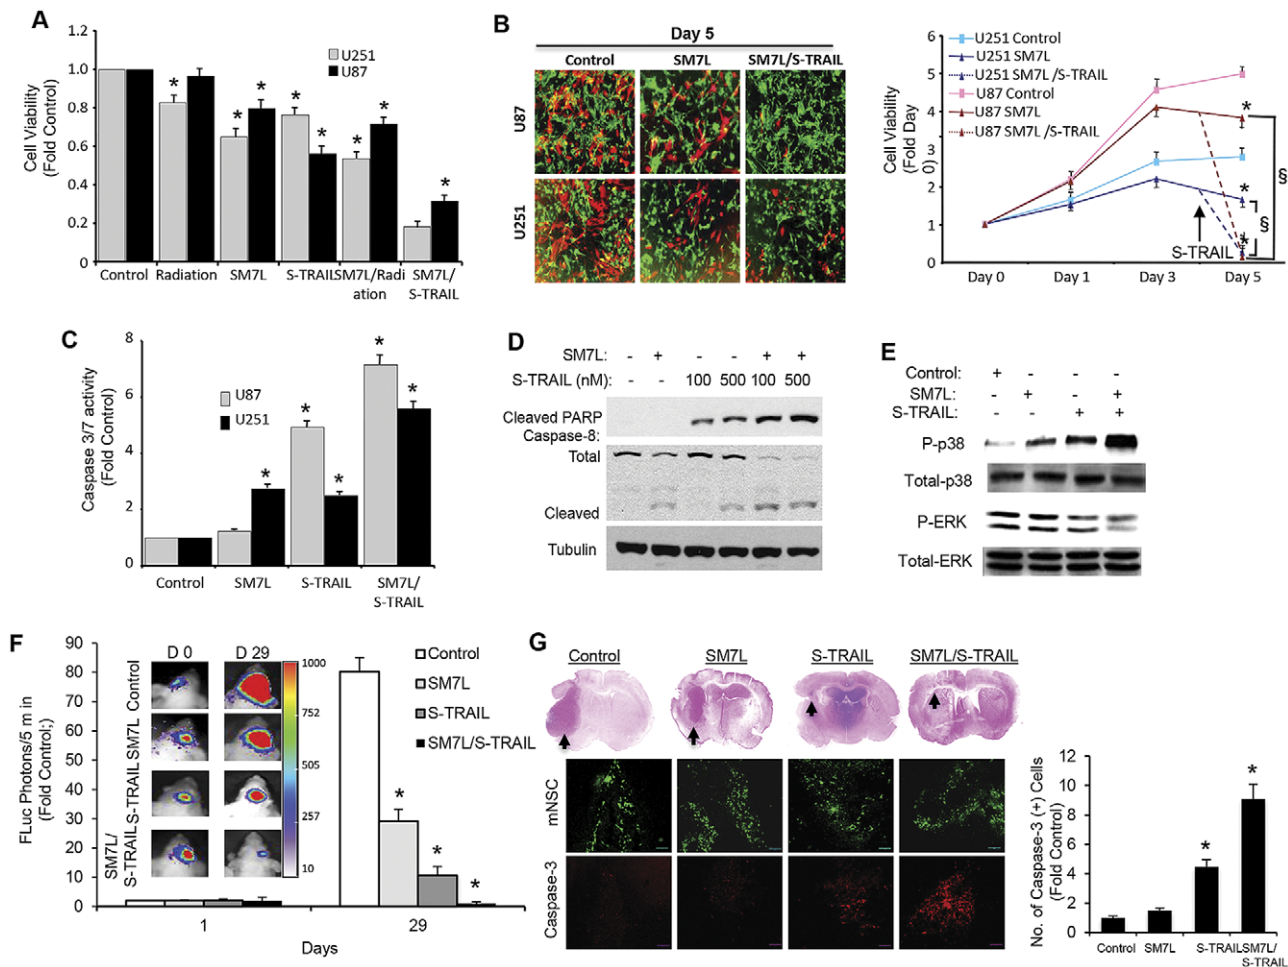 A
Cell Viability
(Fold Control)
1.2
1.0
0.8
0.6
0.4
0.2
0
U251
U87
* * * * * * * *
Control Radiation SM7L S-TRAIL SM7L/Radi SM7L/
ation S-TRAIL
B
Day 5
Control SM7L SM7L/S-TRAIL
U87
U251
Cell Viability
(Fold Day
0)
6
5
4
3
2
1
0
U251 Control
U251 SM7L
U251 SM7L /S-TRAIL
U87 Control
U87 SM7L
U87 SM7L /S-TRAIL
*
§
*
§
*
S-TRAIL
Day 0 Day 1 Day 3 Day 5
C
Caspase 3/7 activity
(Fold Control)
8
6
4
2
0
U87
U251
* * * * *
Control SM7L S-TRAIL SM7L/
S-TRAIL
D
SM7L: - + - - + +
S-TRAIL (nM): - - 100 500 100 500
Cleaved PARP
Caspase-8:
Total
Cleaved
Tubulin
E
Control: + - - -
SM7L: - + - +
S-TRAIL: - - + +
P-p38
Total-p38
P-ERK
Total-ERK
F
FLuc Photons/5 m in
(Fold Control;)
90
80
70
60
50
40
30
20
10
0
D 0 D 29
Control
SM7L
S-TRAIL
SM7L/
S-TRAIL
1000
752
505
257
10
Control
SM7L
S-TRAIL
SM7L/S-TRAIL
* * *
1 29
Days
G
Control SM7L S-TRAIL SM7L/S-TRAIL
mNSC
Caspase-3
No. of Caspase-3 (+) Cells
(Fold Control)
12
10
8
6
4
2
0
* *
Control SM7L S-TRAIL SM7L/
S-TRAIL